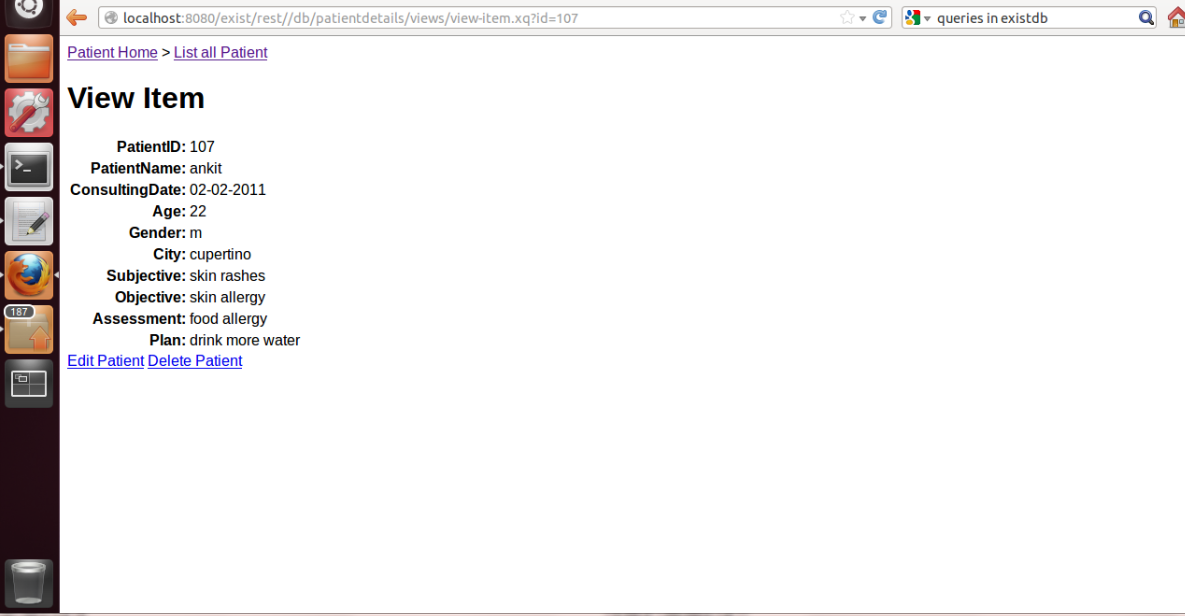 localhost:8080/exist/rest//db/patientdetails/views/view-item.xq?id=107
queries in existdb
Patient Home > List all Patient
View Item
PatientID: 107
PatientName: ankit
ConsultingDate: 02-02-2011
Age: 22
Gender: m
City: cupertino
Subjective: skin rashes
Objective: skin allergy
Assessment: food allergy
Plan: drink more water
Edit Patient Delete Patient
187